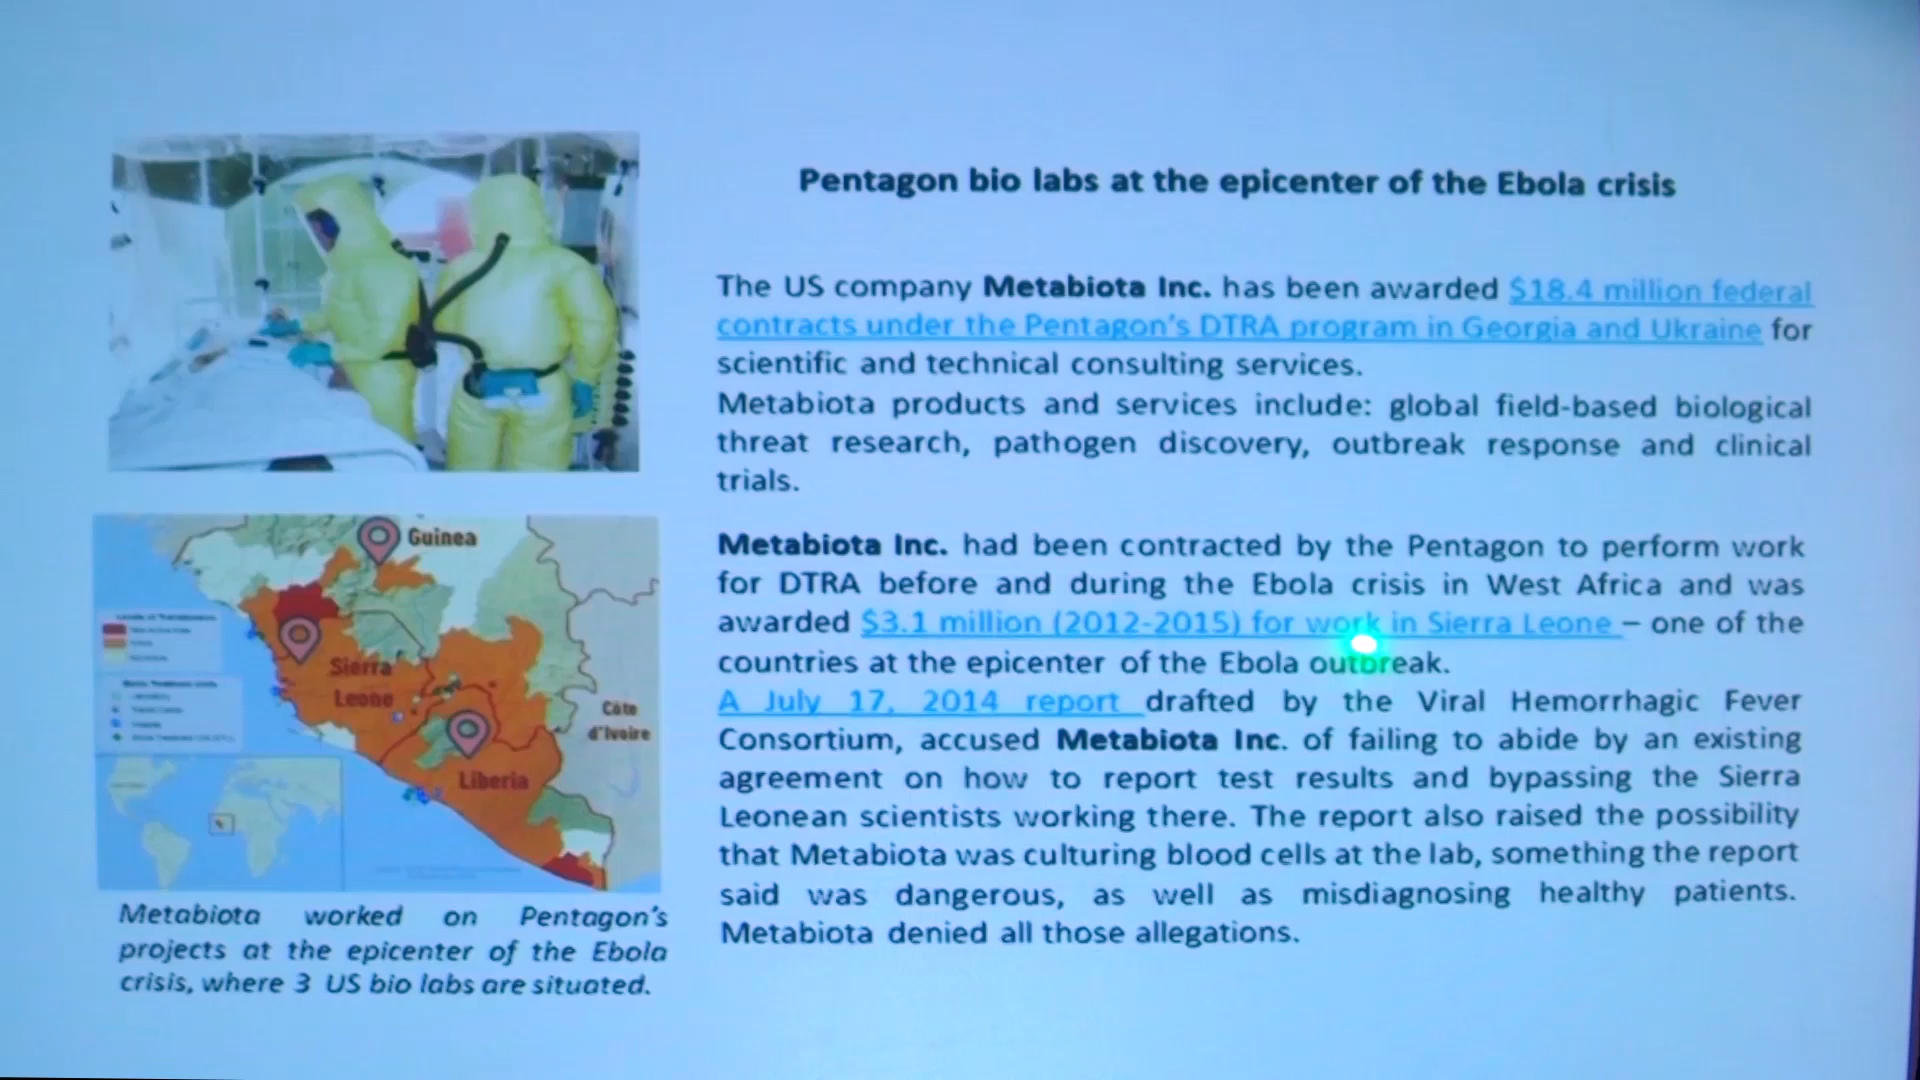 Pentagon bio labs at the epicenter of the Ebola crisis
The US company Metabiota Inc. has been awarded $18.4 million federal
contracts under the Pentagon's DTRA program in Georgia and Ukraine for
scientific and technical consulting services.
Metabiota products and services include: global field-based biological
threat research, pathogen discovery, outbreak response and clinical
trials.
Metabiota Inc. had been contracted by the Pentagon to perform work
for DTRA before and during the Ebola crisis in West Africa and was
awarded $3.1 million (2012-2015) for work in Sierra Leone – one of the
countries at the epicenter of the Ebola outbreak.
A July 17, 2014 report drafted by the Viral Hemorrhagic Fever
Consortium, accused Metabiota Inc. of failing to abide by an existing
agreement on how to report test results and bypassing the Sierra
Leonean scientists working there. The report also raised the possibility
that Metabiota was culturing blood cells at the lab, something the report
said was dangerous, as well as misdiagnosing healthy patients.
Metabiota denied all those allegations.
Guinea
Sierra
Leone
Côte
d'Ivoire
Liberia
Metabiota worked on Pentagon's
projects at the epicenter of the Ebola
crisis, where 3 US bio labs are situated.